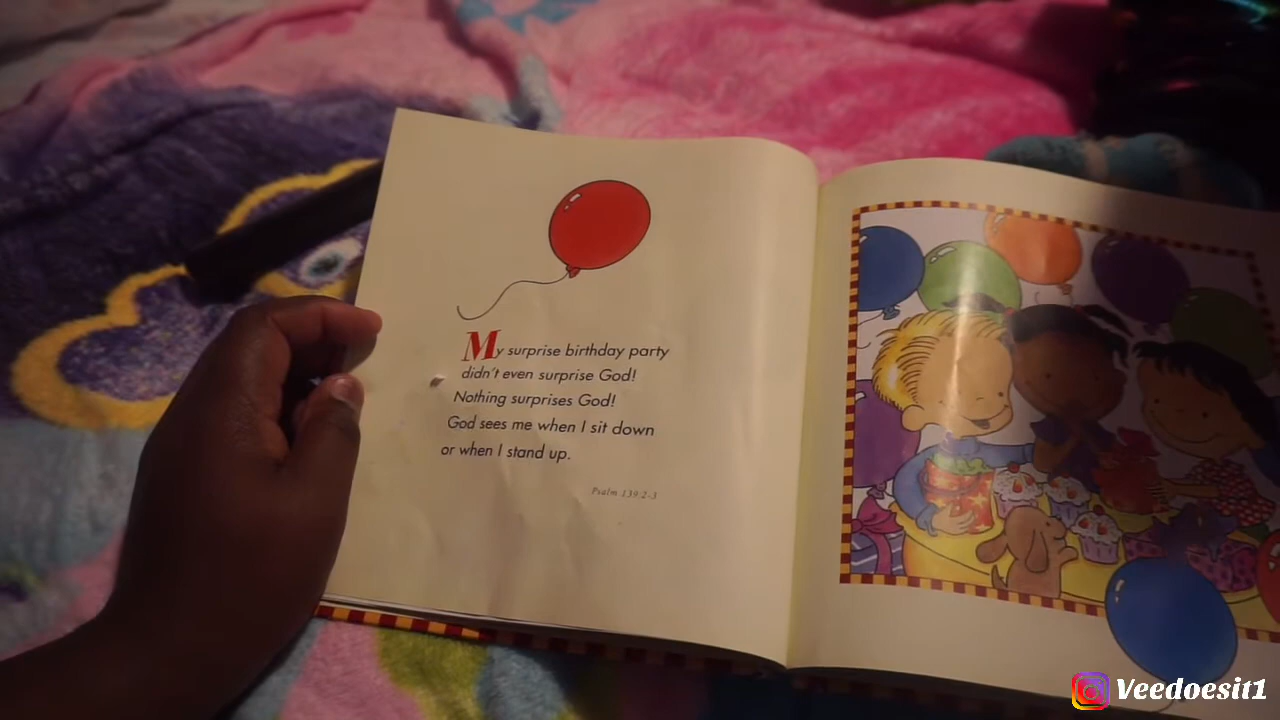 My surprise birthday party
didn't even surprise God!
Nothing surprises God!
God sees me when I sit down
or when I stand up.
Psalm 139:2-3
Veedoesit1